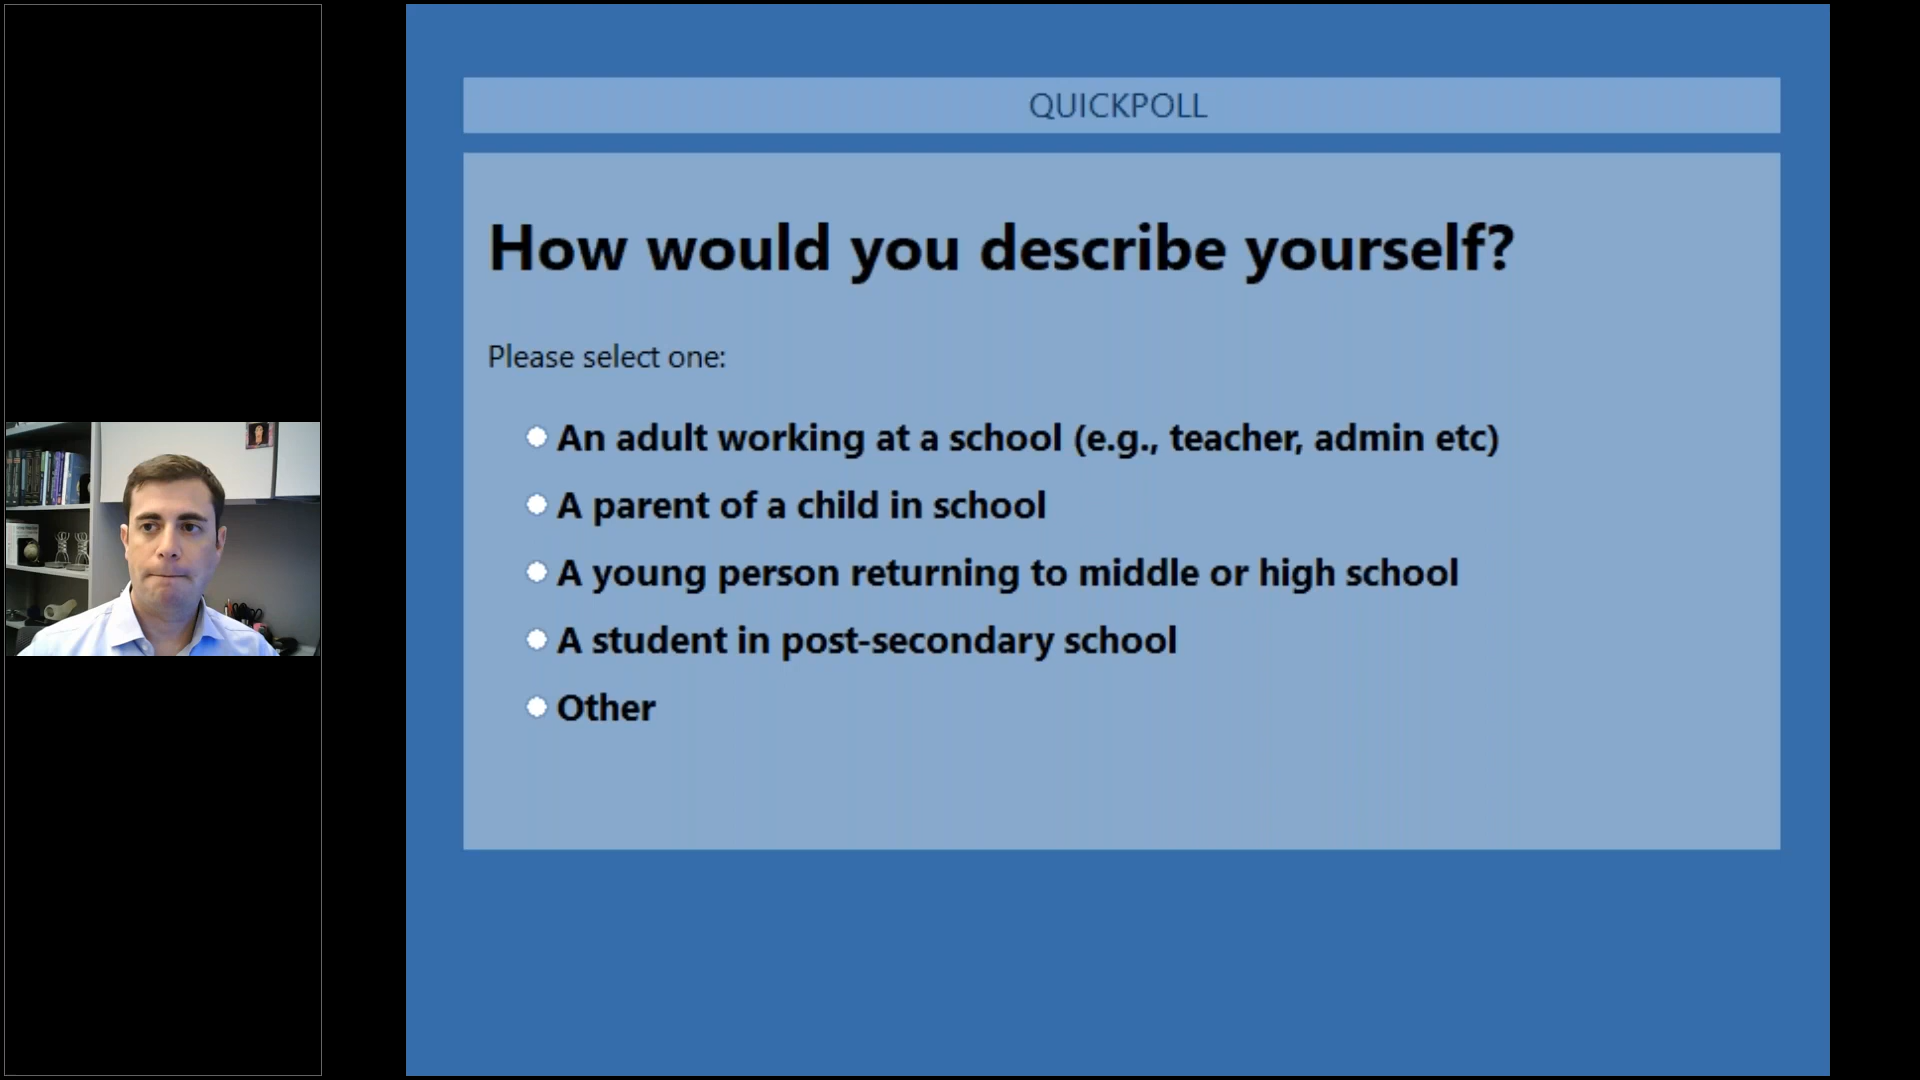 QUICKPOLL
How would you describe yourself?
Please select one:
An adult working at a school (e.g., teacher, admin etc)
A parent of a child in school
A young person returning to middle or high school
A student in post-secondary school
Other